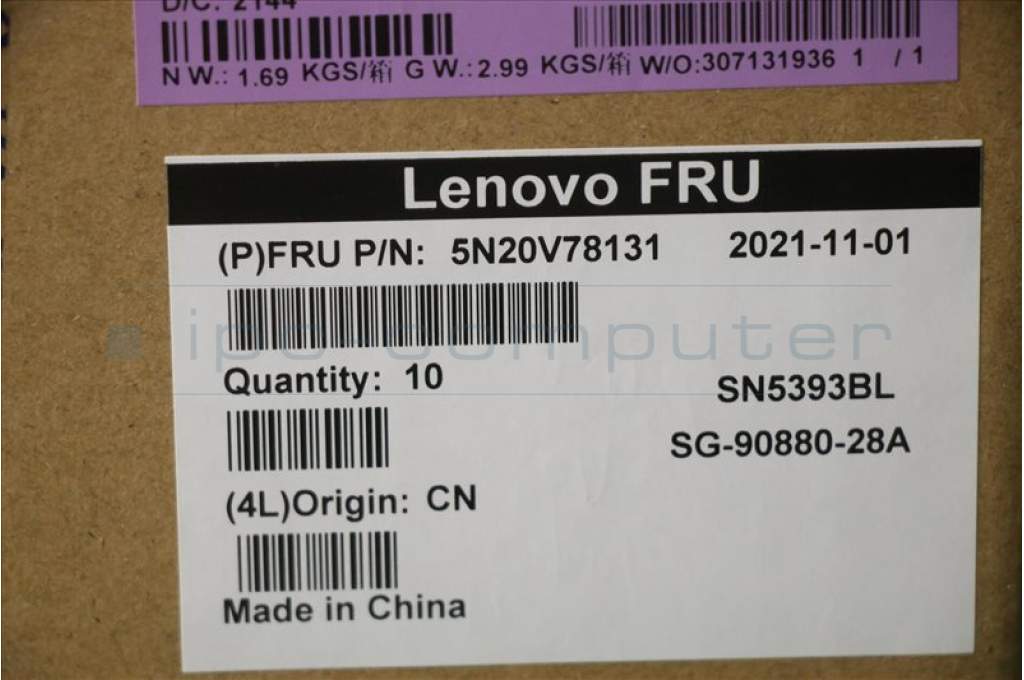 D/C: 2144
N W.: 1.69 KGS/箱 G W.:2.99 KGS/箱 W/O:307131936 1 / 1
Lenovo FRU
(P)FRU P/N: 5N20V78131 2021-11-01
ipc-computer
Quantity: 10 SN5393BL
SG-90880-28A
(4L)Origin: CN
Made in China